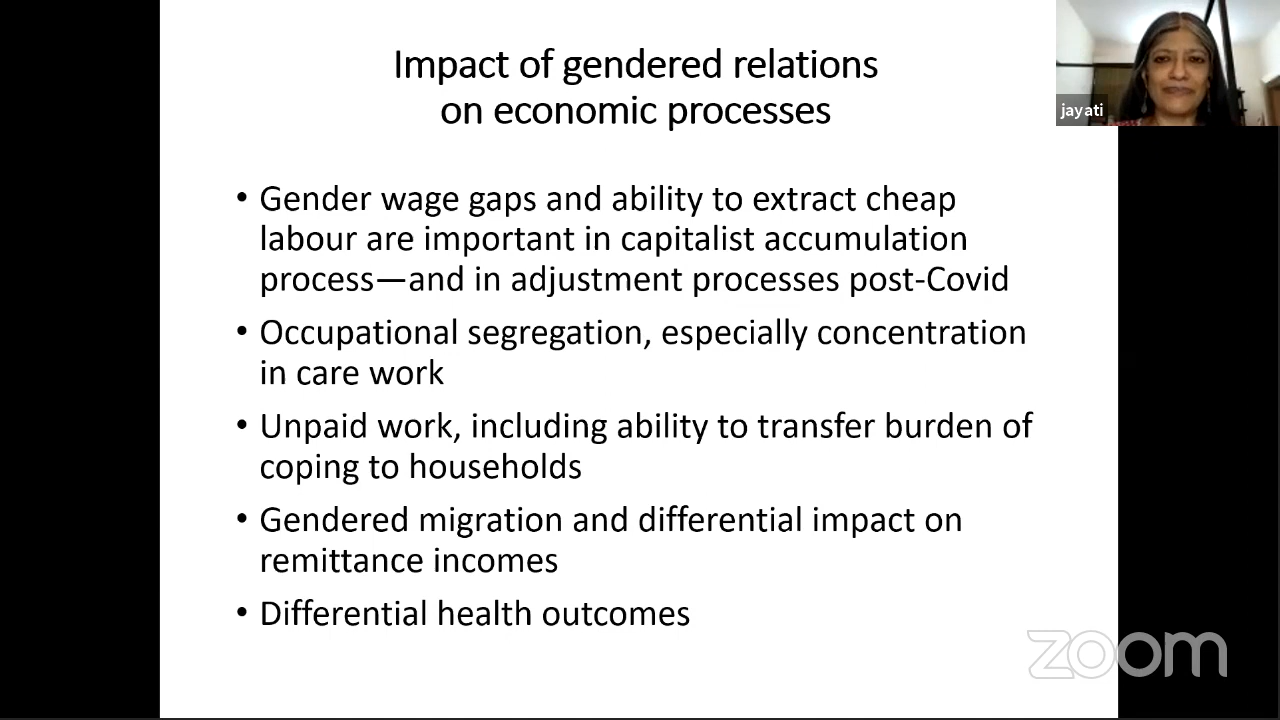 Impact of gendered relations
on economic processes
jayati
• Gender wage gaps and ability to extract cheap
labour are important in capitalist accumulation
process—and in adjustment processes post-Covid
• Occupational segregation, especially concentration
in care work
• Unpaid work, including ability to transfer burden of
coping to households
• Gendered migration and differential impact on
remittance incomes
• Differential health outcomes
zoom